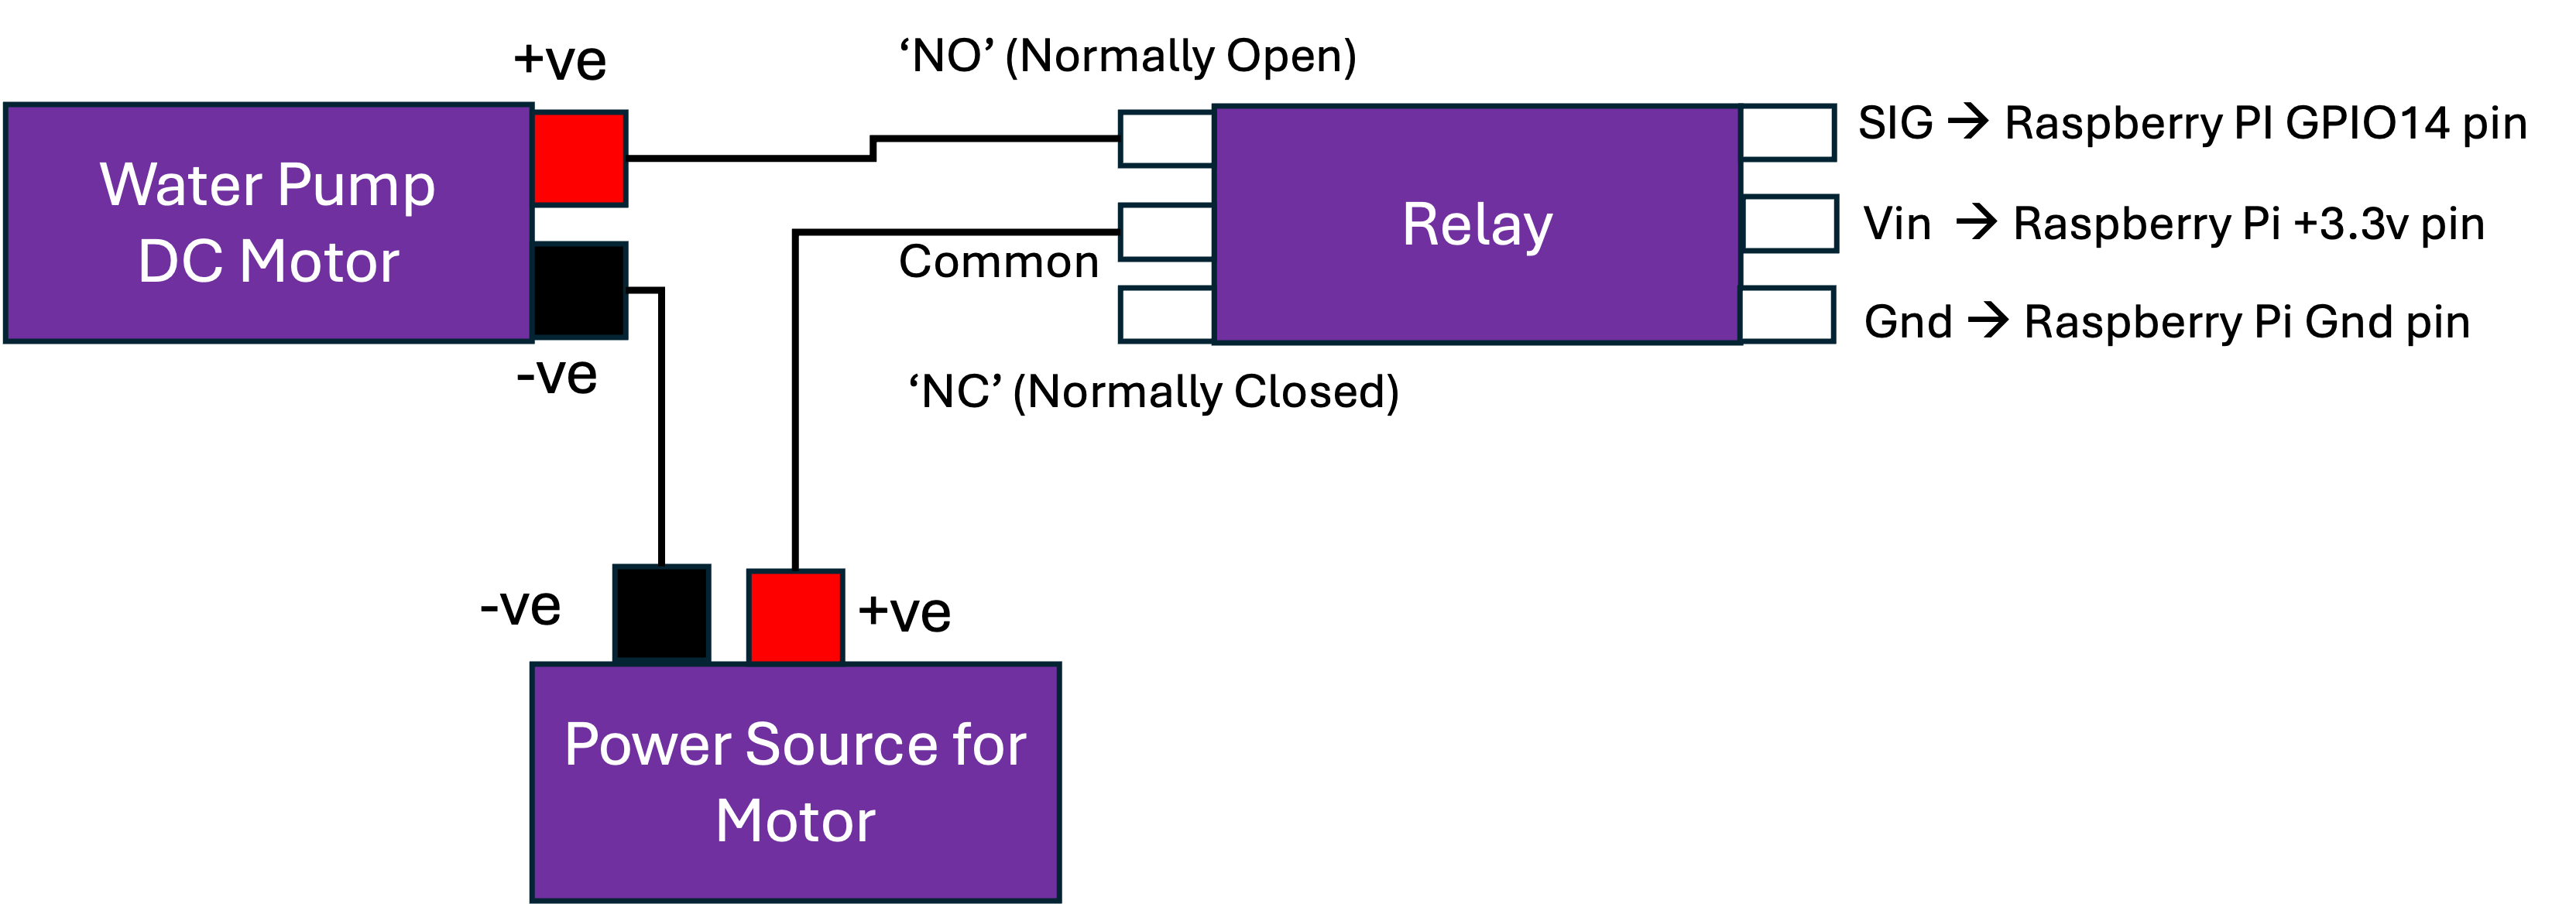 +ve
‘NO’ (Normally Open)
Water Pump
DC Motor
-ve
Common
‘NC’ (Normally Closed)
Relay
SIG → Raspberry PI GPIO14 pin
Vin → Raspberry Pi +3.3v pin
Gnd → Raspberry Pi Gnd pin
-ve
+ve
Power Source for
Motor